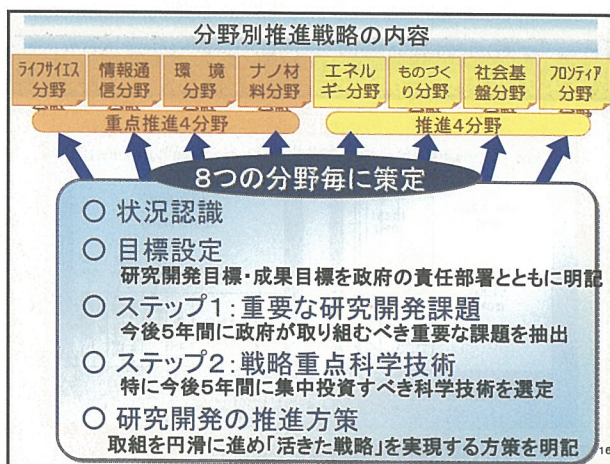 分野別推進戦略の内容
ライフサイエンス分野
情報通信分野
環 境分野
ナノ材料分野
エネルギー分野
ものづくり分野
社会基盤分野
フロンティア分野
重点推進4分野
推進4分野
8つの分野毎に策定
○ 状況認識
○ 目標設定
研究開発目標・成果目標を政府の責任部署とともに明記
○ ステップ1:重要な研究開発課題
今後5年間に政府が取り組むべき重要な課題を抽出
○ ステップ2:戦略重点科学技術
特に今後5年間に集中投資すべき科学技術を選定
○ 研究開発の推進方策
取組を円滑に進め「活きた戦略」を実現する方策を明記
16